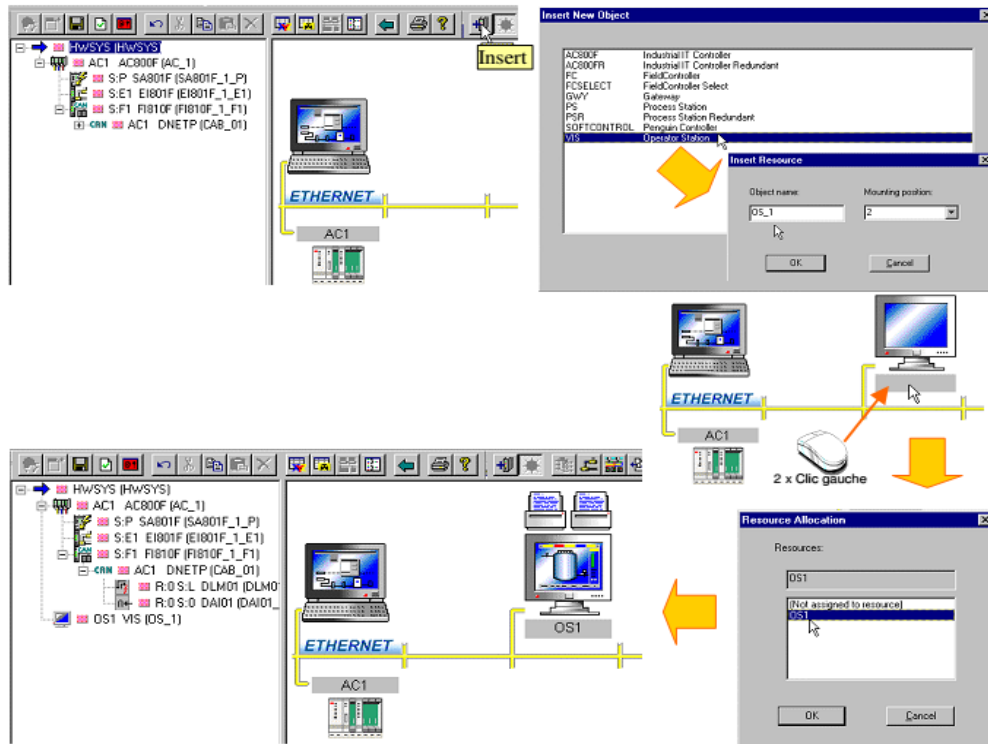 HWSYS (HWSYS)
AC1 AC800F (AC_1)
S:P SA801F (SA801F_1_P)
S:E1 EI801F (EI801F_1_E1)
S:F1 FI810F (FI810F_1_F1)
CAN AC1 DNETP (CAB_01)
Insert
ETHERNET
AC1
Insert New Object
AC800F Industrial IT Controller
AC800FR Industrial IT Controller Redundant
FC FieldController
FCSELECT FieldController Select
GWY Gateway
PS Process Station
PSR Process Station Redundant
SOFTCONTROL Penguin Controller
VIS Operator Station
Insert Resource
Object name: Mounting position:
OS_1 2
OK Cancel
ETHERNET
AC1
2 x Clic gauche
HWSYS (HWSYS)
AC1 AC800F (AC_1)
S:P SA801F (SA801F_1_P)
S:E1 EI801F (EI801F_1_E1)
S:F1 FI810F (FI810F_1_F1)
CAN AC1 DNETP (CAB_01)
R:0 S:L DLM01 (DLM0
R:0 S:0 DAI01 (DAI01_
OS1 VIS (OS_1)
OS1
ETHERNET
AC1
Resource Allocation
Resources:
OS1
(Not assigned to resource)
OS1
OK Cancel